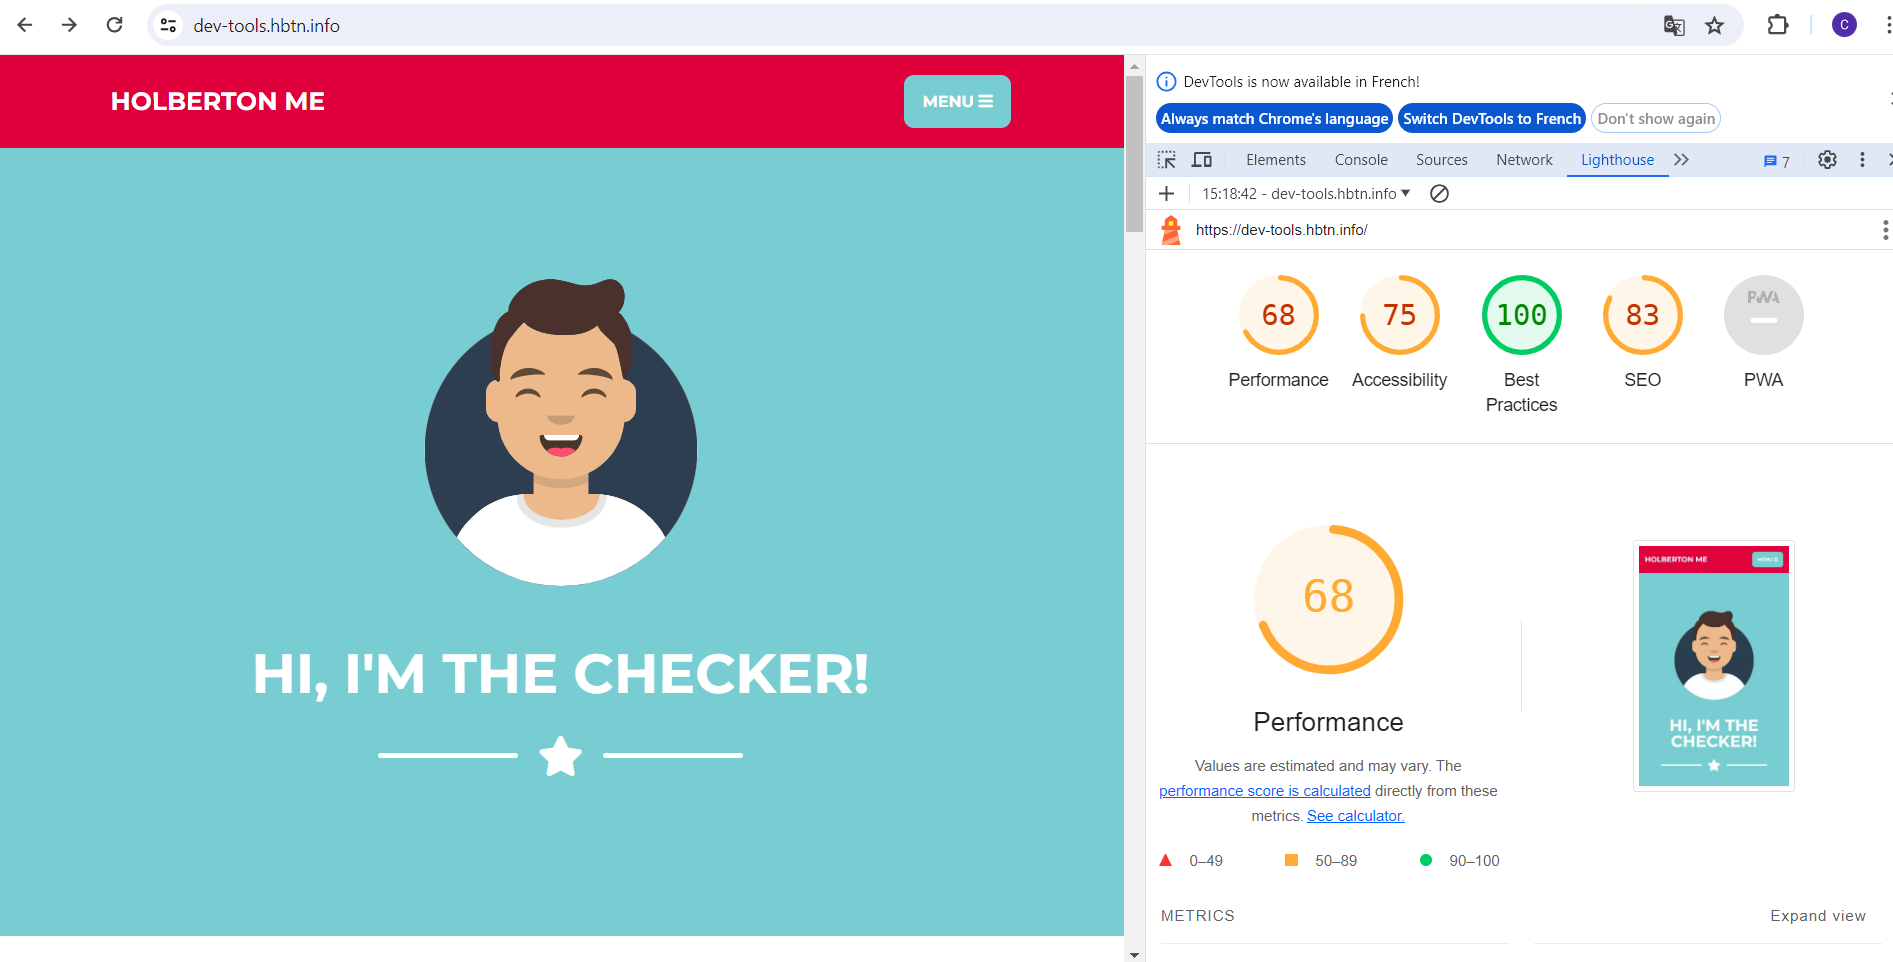 dev-tools.hbtn.info
C
HOLBERTON ME
MENU
HI, I'M THE CHECKER!
DevTools is now available in French!
Always match Chrome's language
Switch DevTools to French
Don't show again
Elements
Console
Sources
Network
Lighthouse
7
15:18:42 - dev-tools.hbtn.info
https://dev-tools.hbtn.info/
68
75
100
83
PWA
Performance
Accessibility
Best
Practices
SEO
PWA
68
Performance
Values are estimated and may vary. The
performance score is calculated directly from these
metrics. See calculator.
0–49
50–89
90–100
HOLBERTON ME
MENU
HI, I'M THE
CHECKER!
METRICS
Expand view